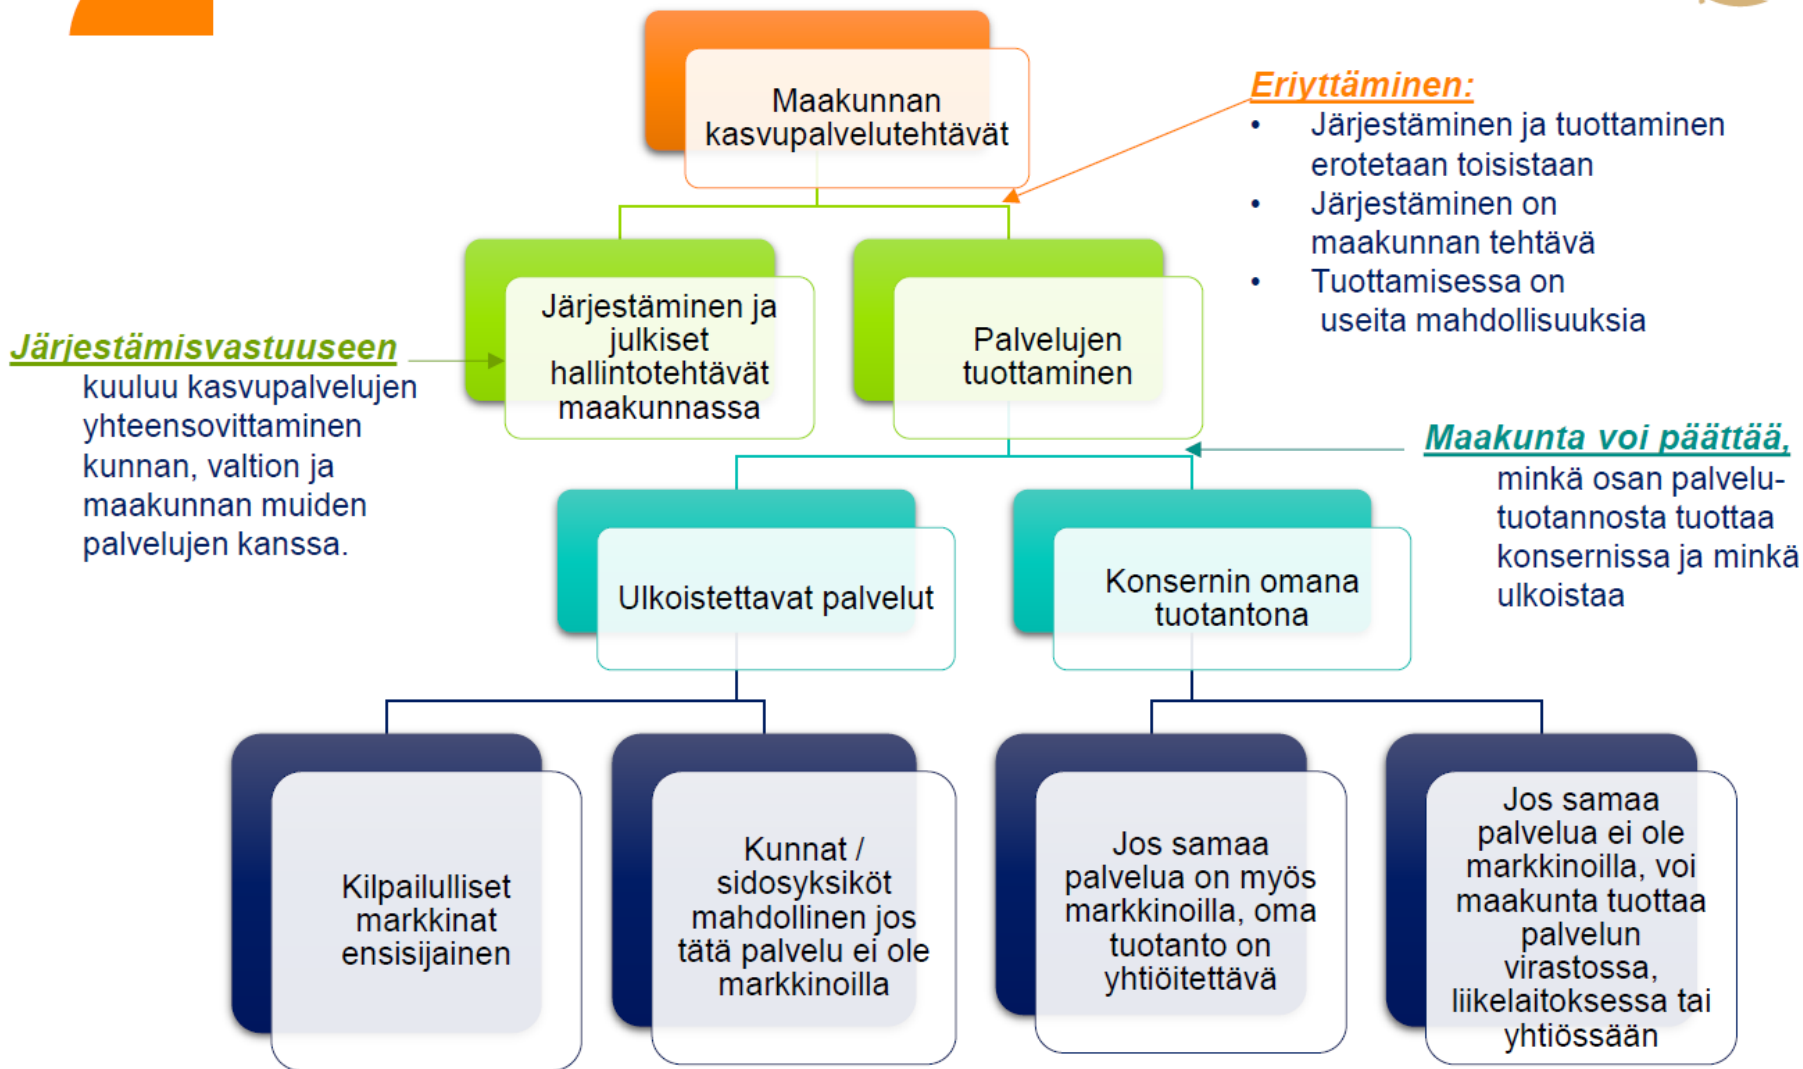 Maakunnan
kasvupalvelutehtävät
Eriyttäminen:
• Järjestäminen ja tuottaminen
erotetaan toisistaan
• Järjestäminen on
maakunnan tehtävä
• Tuottamisessa on
useita mahdollisuuksia
Järjestämisvastuuseen
kuuluu kasvupalvelujen
yhteensovittaminen
kunnan, valtion ja
maakunnan muiden
palvelujen kanssa.
Järjestäminen ja
julkiset
hallintotehtävät
maakunnassa
Palvelujen
tuottaminen
Maakunta voi päättää,
minkä osan palvelu-
tuotannosta tuottaa
konsernissa ja minkä
ulkoistaa
Ulkoistettavat palvelut
Konsernin omana
tuotantona
Kilpailulliset
markkinat
ensisijainen
Kunnat /
sidosyksiköt
mahdollinen jos
tätä palvelu ei ole
markkinoilla
Jos samaa
palvelua on myös
markkinoilla, oma
tuotanto on
yhtiöitettävä
Jos samaa
palvelua ei ole
markkinoilla, voi
maakunta tuottaa
palvelun
virastossa,
liikelaitoksessa tai
yhtiössään